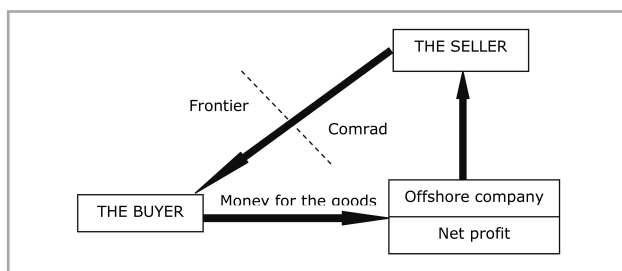 THE SELLER
Frontier
Comrad
Offshore company
Money for the goods
THE BUYER
Net profit